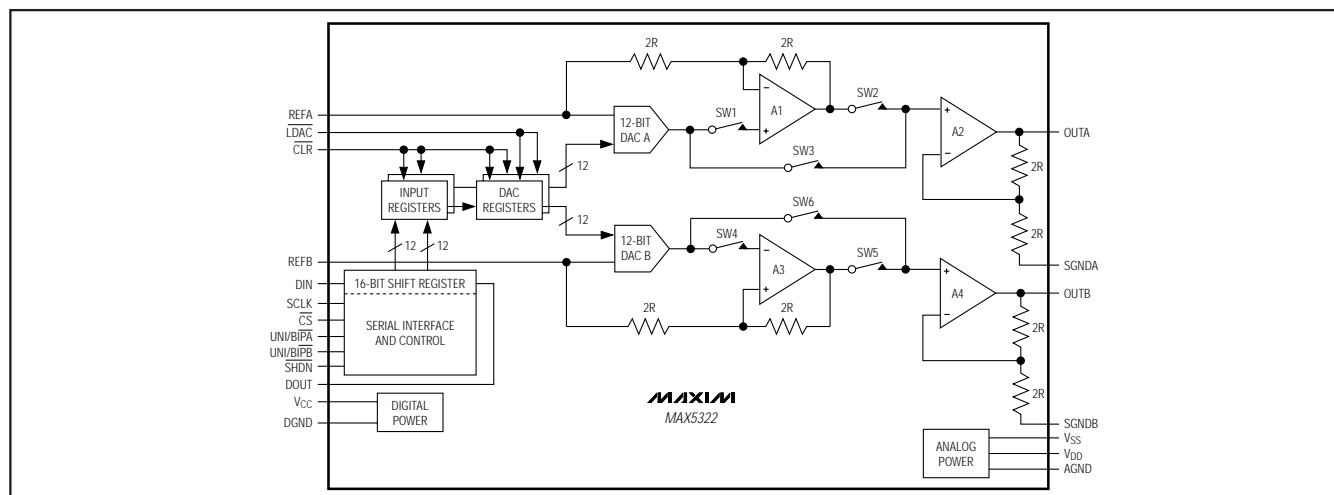 2R
2R
REFA
LDAC
CLR
12-BIT
DAC A
SW1
A1
SW2
A2
OUTA
SW3
12
2R
INPUT
REGISTERS
DAC
REGISTERS
12
SW6
2R
12
12
12-BIT
DAC B
SW4
A3
SW5
SGNDA
REFB
A4
OUTB
DIN
16-BIT SHIFT REGISTER
SCLK
CS
SERIAL INTERFACE
AND CONTROL
UNI/BIPA
UNI/BIPB
SHDN
2R
2R
2R
DOUT
2R
VCC
DGND
DIGITAL
POWER
MAXIM
MAX5322
SGNDB
ANALOG
POWER
VSS
VDD
AGND